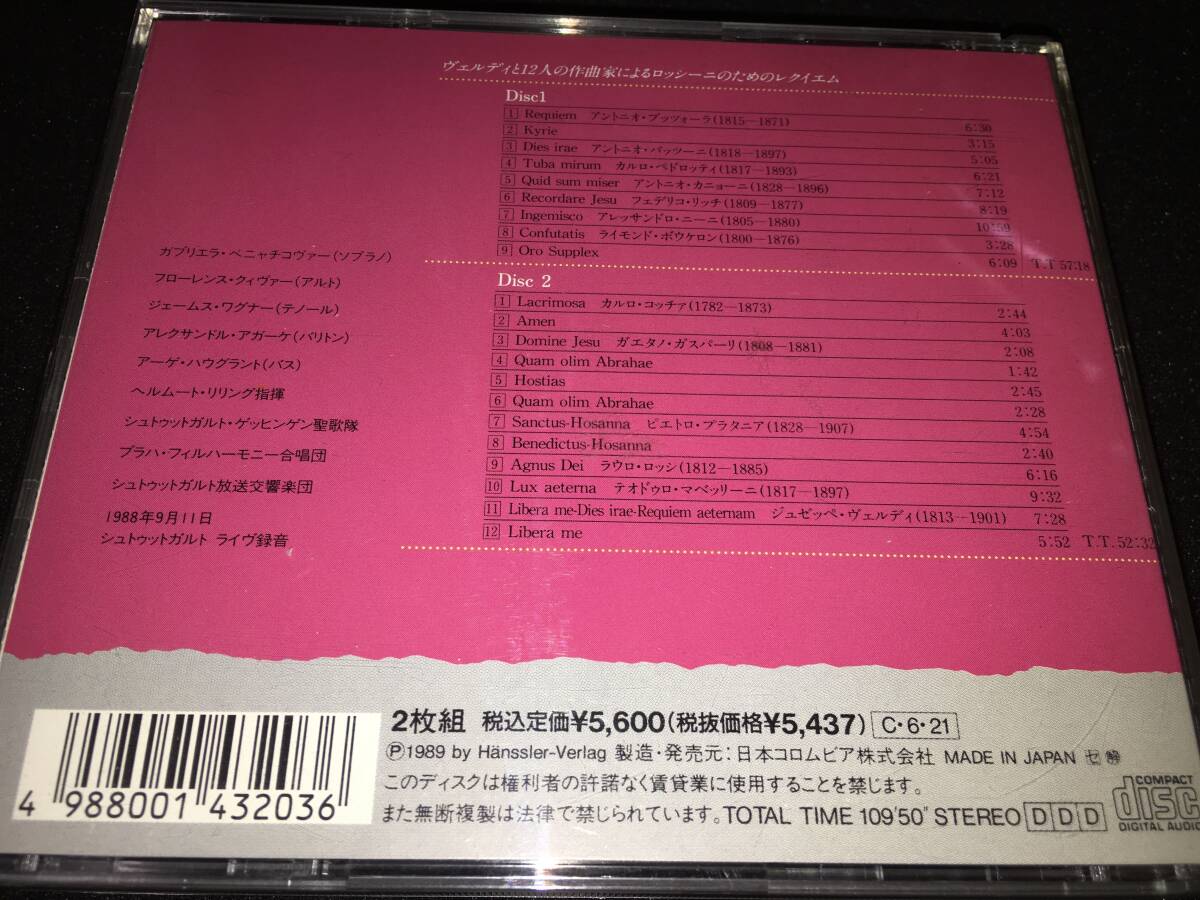 ヴェルディと12人の作曲家によるロッシーニのためのレクイエム
Disc1
1 Requiem アントニオ・ブッツォーラ(1815—1871) 6:30
2 Kyrie 3:15
3 Dies irae アントニオ・バッツーニ(1818—1897) 5:05
4 Tuba mirum カルロ・ペドロッティ(1817—1893) 6:21
5 Quid sum miser アントニオ・カニョーニ(1828—1896) 7:12
6 Recordare Jesu フェデリコ・リッチ(1809—1877) 8:19
7 Ingemisco アレッサンドロ・ニーニ(1805—1880) 10:59
8 Confutatis ライモンド・ボウケロン(1800—1876) 3:28
9 Oro Supplex 6:09 T.T 57:18
Disc 2
1 Lacrimosa カルロ・コッチァ(1782—1873) 2:44
2 Amen 4:03
3 Domine Jesu ガエタノ・ガスパーリ(1808—1881) 2:08
4 Quam olim Abrahae 1:42
5 Hostias 2:45
6 Quam olim Abrahae 2:28
7 Sanctus-Hosanna ピエトロ・プラタニア(1828—1907) 4:54
8 Benedictus-Hosanna 2:40
9 Agnus Dei ラウロ・ロッシ(1812—1885) 6:16
10 Lux aeterna テオドゥロ・マベッリーニ(1817—1897) 9:32
11 Libera me-Dies irae-Requiem aeternam ジュゼッペ・ヴェルディ(1813—1901) 7:28
12 Libera me 5:52 T.T.52:32
ガブリエラ・ベニャチコヴァー(ソプラノ)
フローレンス・クィヴァー(アルト)
ジェームス・ワグナー(テノール)
アレクサンドル・アガーケ(バリトン)
アーゲ・ハウグラント(バス)
ヘルムート・リリング指揮
シュトゥットガルト・ゲッヒンゲン聖歌隊
プラハ・フィルハーモニー合唱団
シュトゥットガルト放送交響楽団
1988年9月11日
シュトゥットガルト ライヴ録音
2枚組 税込定価¥5,600(税抜価格¥5,437) C・6・21
Ⓟ1989 by Hänssler-Verlag 製造・発売元:日本コロムビア株式会社 MADE IN JAPAN
このディスクは権利者の許諾なく賃貸業に使用することを禁じます。
また無断複製は法律で禁じられています。TOTAL TIME 109'50" STEREO D D D
COMPACT
disc
DIGITAL AUDIO
4 988001 432036